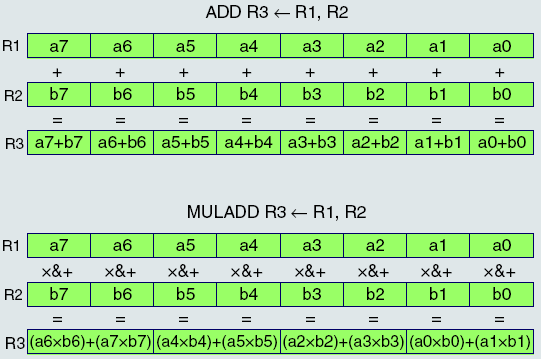 ADD R3 ← R1, R2
R1 a7 a6 a5 a4 a3 a2 a1 a0
+ + + + + + + +
R2 b7 b6 b5 b4 b3 b2 b1 b0
= = = = = = = =
R3 a7+b7 a6+b6 a5+b5 a4+b4 a3+b3 a2+b2 a1+b1 a0+b0
MULADD R3 ← R1, R2
R1 a7 a6 a5 a4 a3 a2 a1 a0
×&+ ×&+ ×&+ ×&+ ×&+ ×&+ ×&+ ×&+
R2 b7 b6 b5 b4 b3 b2 b1 b0
= = = = = = = =
R3 (a6×b6)+(a7×b7) (a4×b4)+(a5×b5) (a2×b2)+(a3×b3) (a0×b0)+(a1×b1)